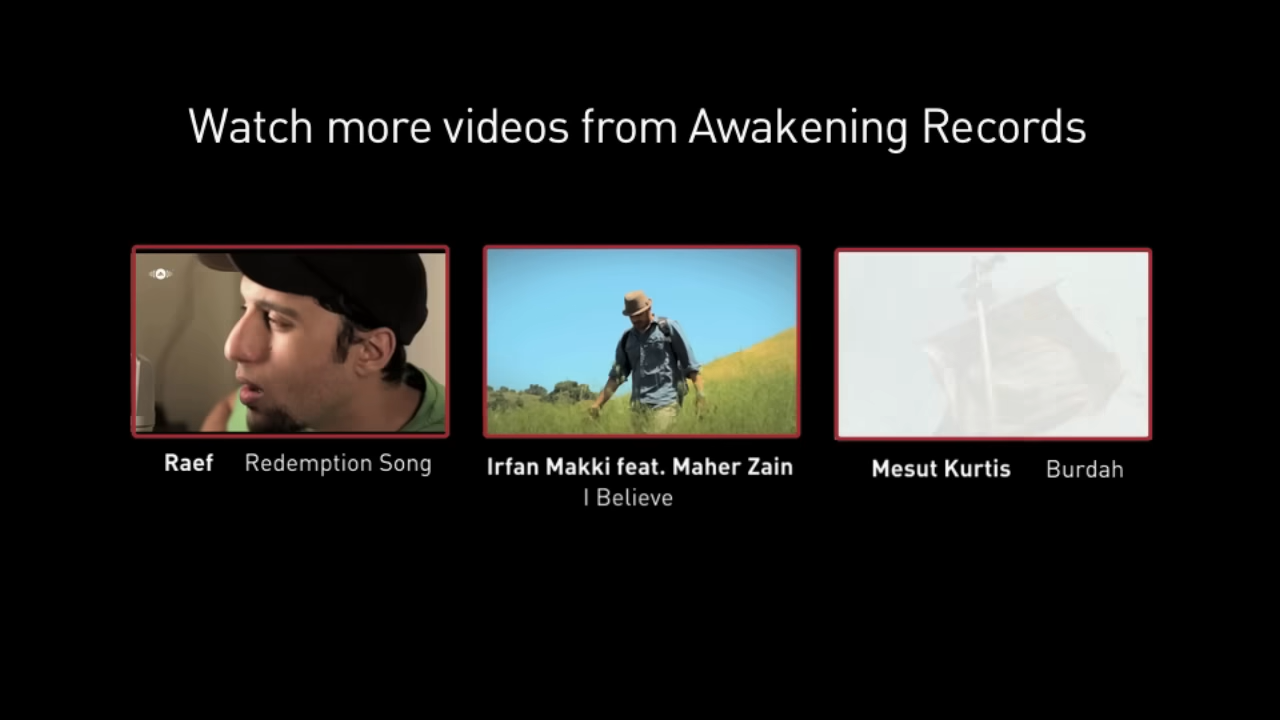 Watch more videos from Awakening Records
Raef Redemption Song
Irfan Makki feat. Maher Zain
I Believe
Mesut Kurtis Burdah